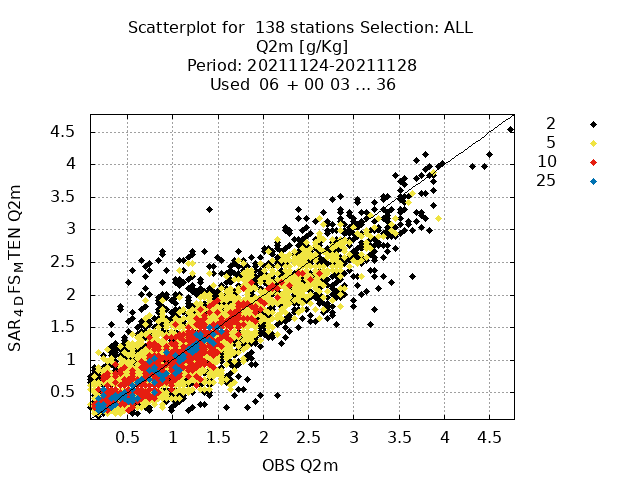 Scatterplot for 138 stations Selection: ALL
Q2m [g/Kg]
Period: 20211124-20211128
Used 06 + 00 03 ... 36
2
5
10
25
4.5
4
3.5
3
2.5
2
1.5
1
0.5
SAR4DFSMTEN Q2m
0.5 1 1.5 2 2.5 3 3.5 4 4.5
OBS Q2m